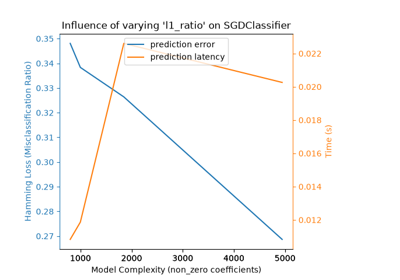 Influence of varying 'l1_ratio' on SGDClassifier
prediction error
prediction latency
Hamming Loss (Misclassification Ratio)
0.35
0.34
0.33
0.32
0.31
0.30
0.29
0.28
0.27
0.022
0.020
0.018
0.016
0.014
0.012
Time (s)
1000 2000 3000 4000 5000
Model Complexity (non_zero coefficients)